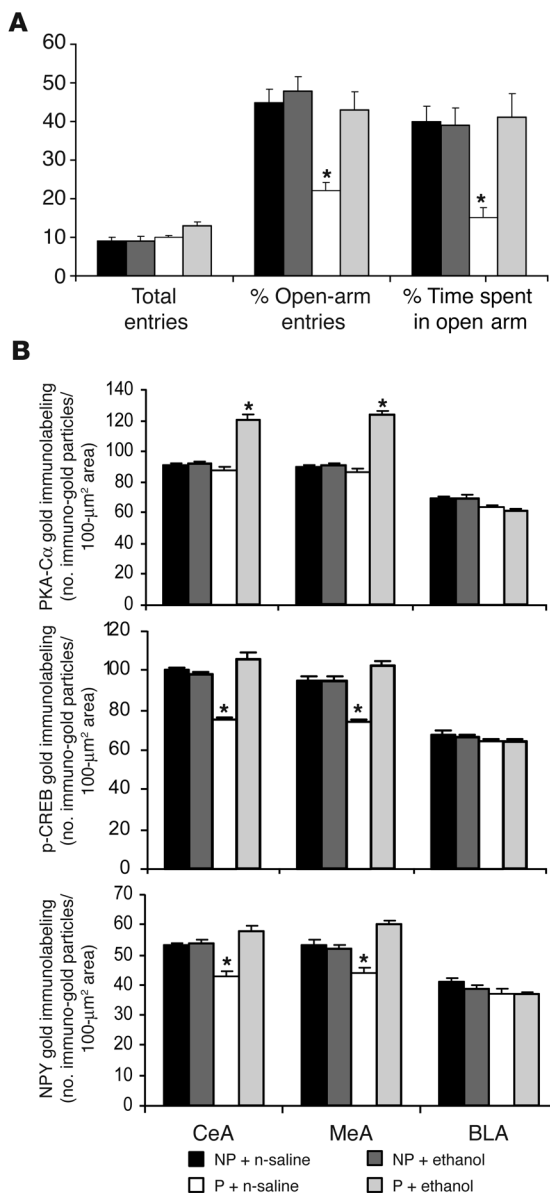 A
60
50
40
30
20
10
0
*
*
Total
entries
% Open-arm
entries
% Time spent
in open arm
B
PKA-Cα gold immunolabeling
(no. immuno-gold particles/
100-μm² area)
140
120
100
80
60
40
20
0
*
*
p-CREB gold immunolabeling
(no. immuno-gold particles/
100-μm² area)
120
100
80
60
40
20
0
*
*
NPY gold immunolabeling
(no. immuno-gold particles/
100-μm² area)
70
60
50
40
30
20
10
0
*
*
CeA
MeA
BLA
NP + n-saline
NP + ethanol
P + n-saline
P + ethanol